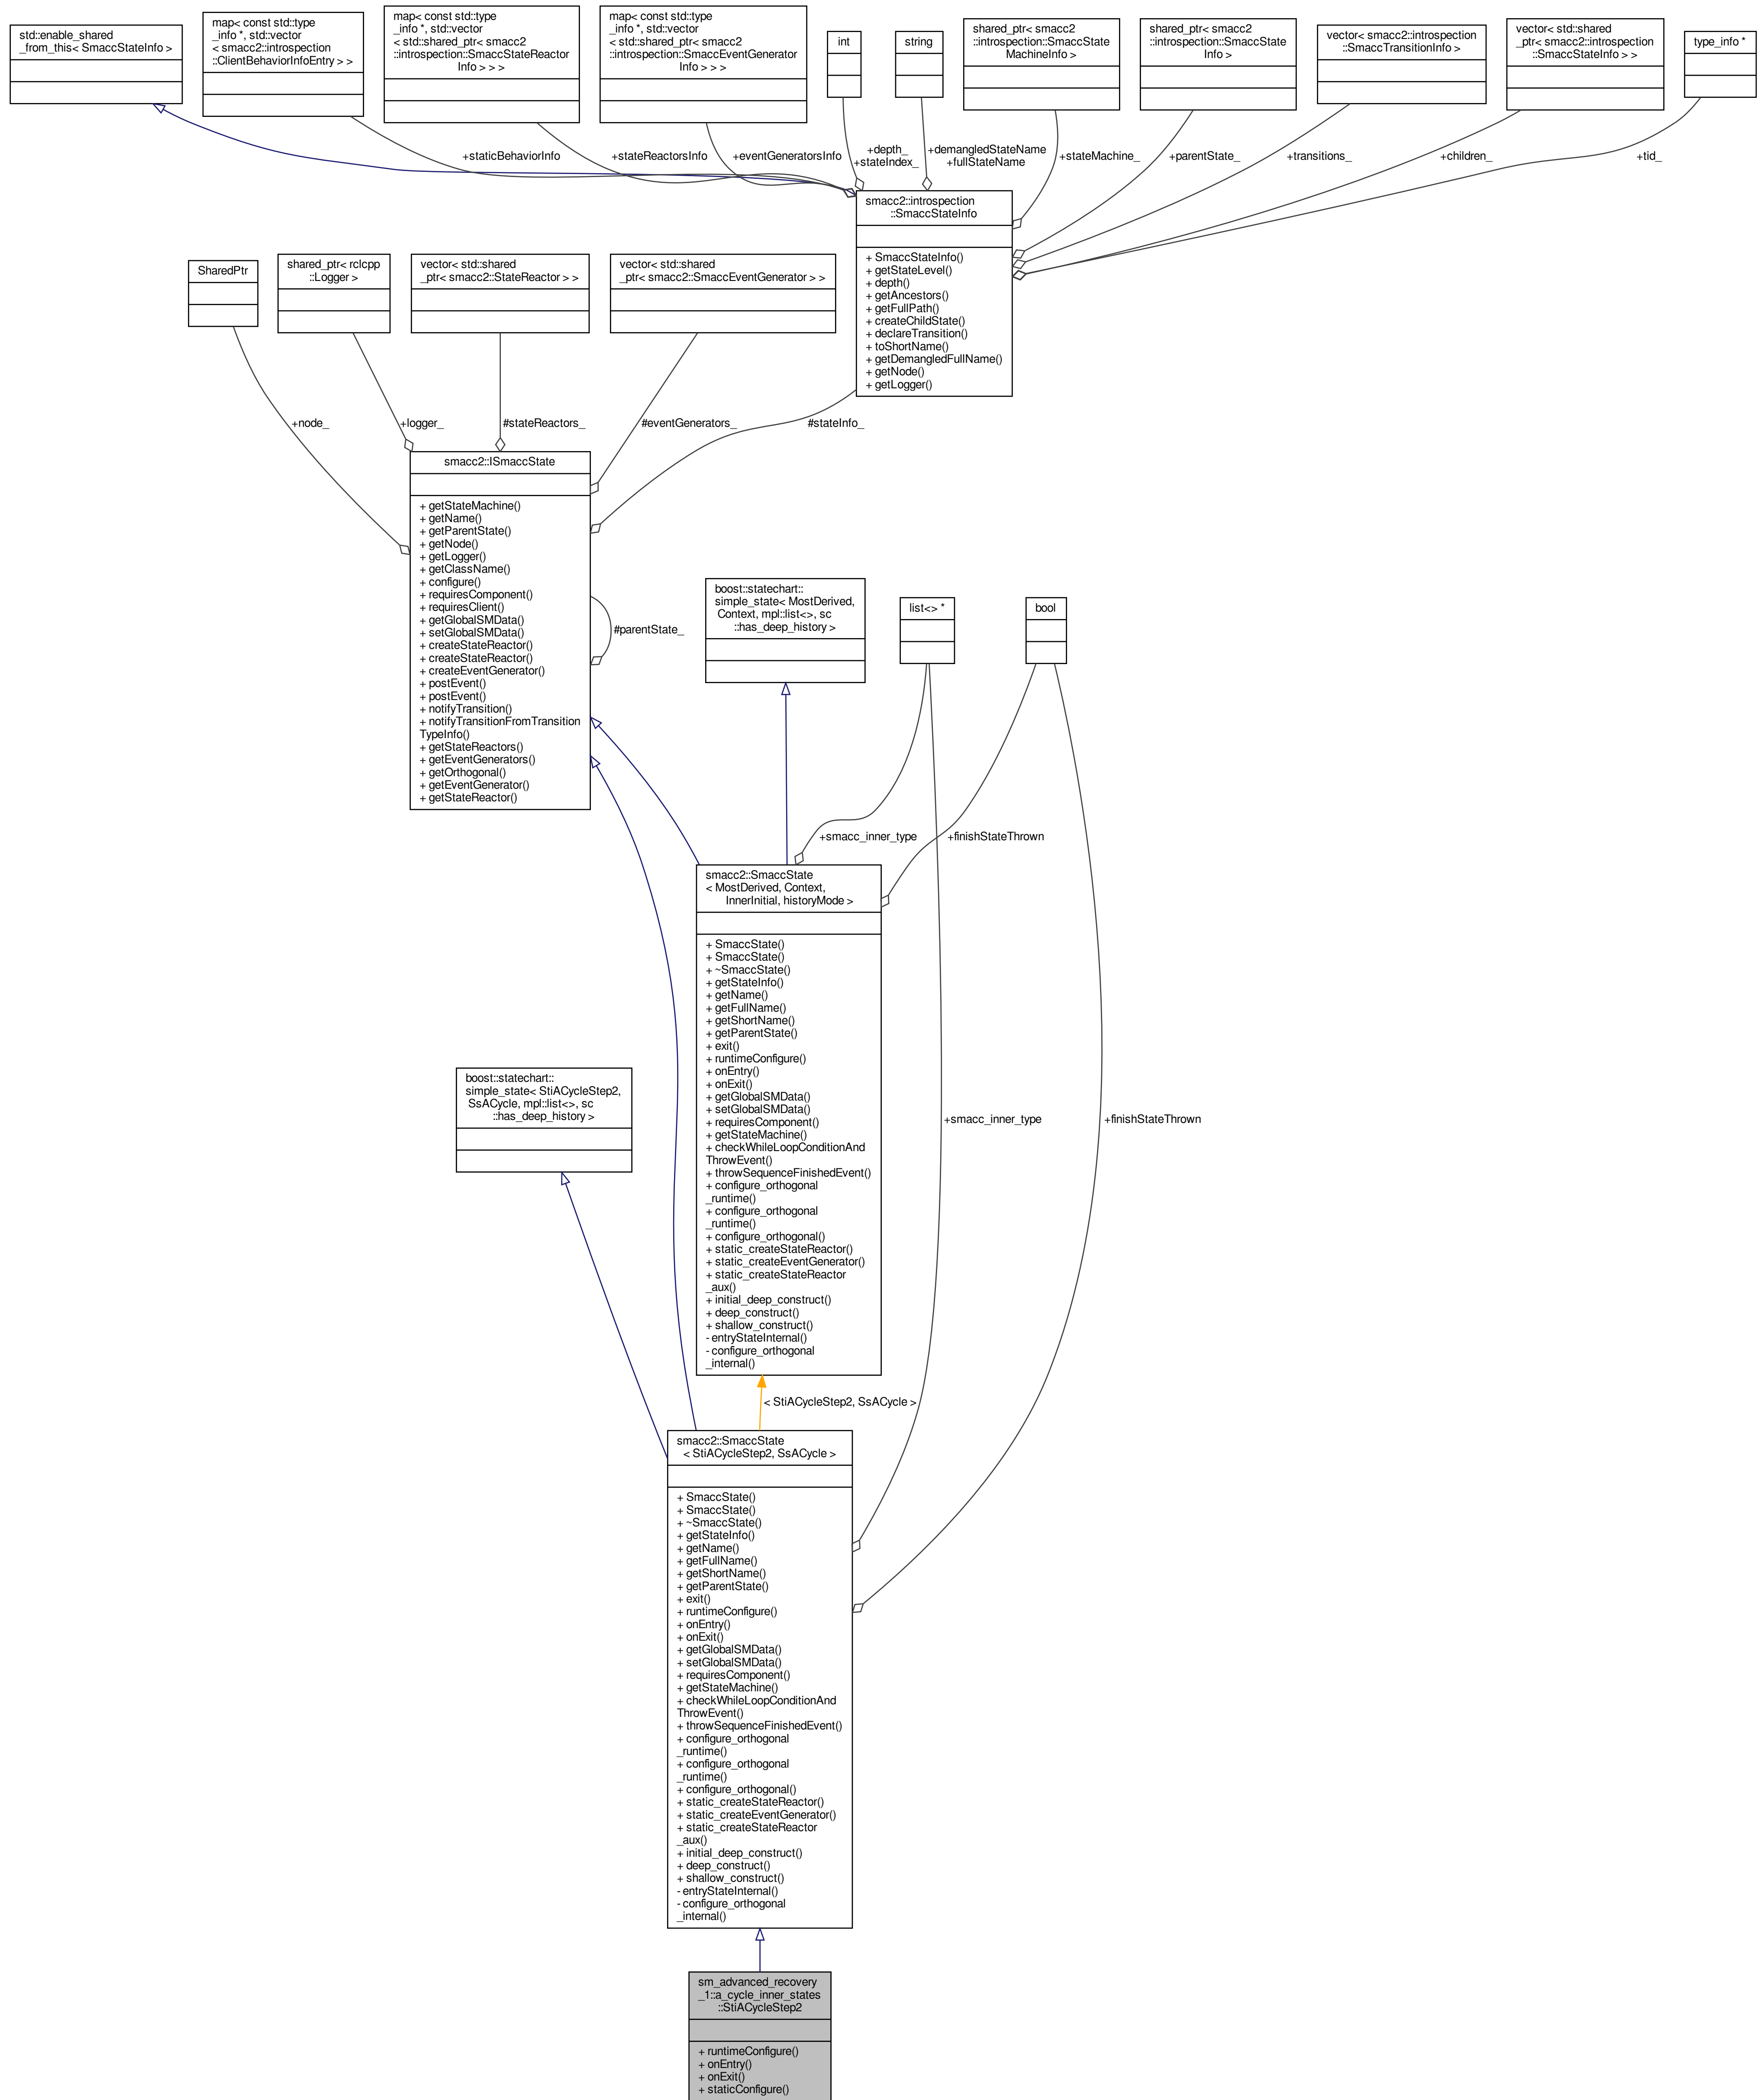 std::enable_shared
_from_this< SmaccStateInfo >
map< const std::type
_info *, std::vector
< smacc2::introspection
::ClientBehaviorInfoEntry > >
map< const std::type
_info *, std::vector
< std::shared_ptr< smacc2
::introspection::SmaccStateReactor
Info > > >
map< const std::type
_info *, std::vector
< std::shared_ptr< smacc2
::introspection::SmaccEventGenerator
Info > > >
int
string
shared_ptr< smacc2
::introspection::SmaccState
MachineInfo >
shared_ptr< smacc2
::introspection::SmaccState
Info >
vector< smacc2::introspection
::SmaccTransitionInfo >
vector< std::shared
_ptr< smacc2::introspection
::SmaccStateInfo > >
type_info *
+staticBehaviorInfo
+stateReactorsInfo
+eventGeneratorsInfo
+depth_
+stateIndex_
+demangledStateName
+fullStateName
+stateMachine_
+parentState_
+transitions_
+children_
+tid_
smacc2::introspection
::SmaccStateInfo
+ SmaccStateInfo()
+ getStateLevel()
+ depth()
+ getAncestors()
+ getFullPath()
+ createChildState()
+ declareTransition()
+ toShortName()
+ getDemangledFullName()
+ getNode()
+ getLogger()
SharedPtr
shared_ptr< rclcpp
::Logger >
vector< std::shared
_ptr< smacc2::StateReactor > >
vector< std::shared
_ptr< smacc2::SmaccEventGenerator > >
+node_
+logger_
#stateReactors_
#eventGenerators_
#stateInfo_
smacc2::ISmaccState
+ getStateMachine()
+ getName()
+ getParentState()
+ getNode()
+ getLogger()
+ getClassName()
+ configure()
+ requiresComponent()
+ requiresClient()
+ getGlobalSMData()
+ setGlobalSMData()
+ createStateReactor()
+ createStateReactor()
+ createEventGenerator()
+ postEvent()
+ postEvent()
+ notifyTransition()
+ notifyTransitionFromTransition
TypeInfo()
+ getStateReactors()
+ getEventGenerators()
+ getOrthogonal()
+ getEventGenerator()
+ getStateReactor()
#parentState_
boost::statechart::
simple_state< MostDerived,
Context, mpl::list<>, sc
::has_deep_history >
list<> *
bool
+smacc_inner_type
+finishStateThrown
smacc2::SmaccState
< MostDerived, Context,
InnerInitial, historyMode >
+ SmaccState()
+ SmaccState()
+ ~SmaccState()
+ getStateInfo()
+ getName()
+ getFullName()
+ getShortName()
+ getParentState()
+ exit()
+ runtimeConfigure()
+ onEntry()
+ onExit()
+ getGlobalSMData()
+ setGlobalSMData()
+ requiresComponent()
+ getStateMachine()
+ checkWhileLoopConditionAnd
ThrowEvent()
+ throwSequenceFinishedEvent()
+ configure_orthogonal
_runtime()
+ configure_orthogonal
_runtime()
+ configure_orthogonal()
+ static_createStateReactor()
+ static_createEventGenerator()
+ static_createStateReactor
_aux()
+ initial_deep_construct()
+ deep_construct()
+ shallow_construct()
- entryStateInternal()
- configure_orthogonal
_internal()
boost::statechart::
simple_state< StiACycleStep2,
SsACycle, mpl::list<>, sc
::has_deep_history >
+smacc_inner_type
+finishStateThrown
< StiACycleStep2, SsACycle >
smacc2::SmaccState
< StiACycleStep2, SsACycle >
+ SmaccState()
+ SmaccState()
+ ~SmaccState()
+ getStateInfo()
+ getName()
+ getFullName()
+ getShortName()
+ getParentState()
+ exit()
+ runtimeConfigure()
+ onEntry()
+ onExit()
+ getGlobalSMData()
+ setGlobalSMData()
+ requiresComponent()
+ getStateMachine()
+ checkWhileLoopConditionAnd
ThrowEvent()
+ throwSequenceFinishedEvent()
+ configure_orthogonal
_runtime()
+ configure_orthogonal
_runtime()
+ configure_orthogonal()
+ static_createStateReactor()
+ static_createEventGenerator()
+ static_createStateReactor
_aux()
+ initial_deep_construct()
+ deep_construct()
+ shallow_construct()
- entryStateInternal()
- configure_orthogonal
_internal()
sm_advanced_recovery
_1::a_cycle_inner_states
::StiACycleStep2
+ runtimeConfigure()
+ onEntry()
+ onExit()
+ staticConfigure()